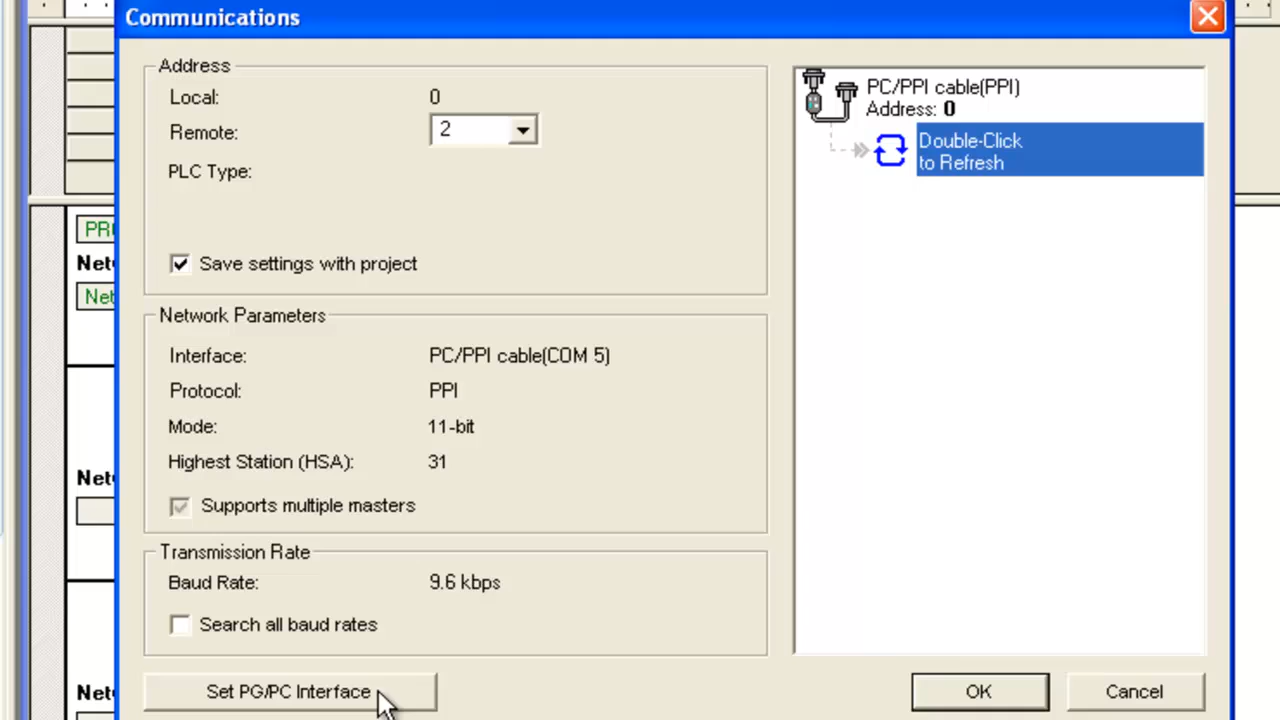 Communications
Address
Local: 0
Remote: 2
PLC Type:
Save settings with project
Network Parameters
Interface: PC/PPI cable(COM 5)
Protocol: PPI
Mode: 11-bit
Highest Station (HSA): 31
Supports multiple masters
Transmission Rate
Baud Rate: 9.6 kbps
Search all baud rates
Set PG/PC Interface
PC/PPI cable(PPI)
Address: 0
Double-Click
to Refresh
OK
Cancel